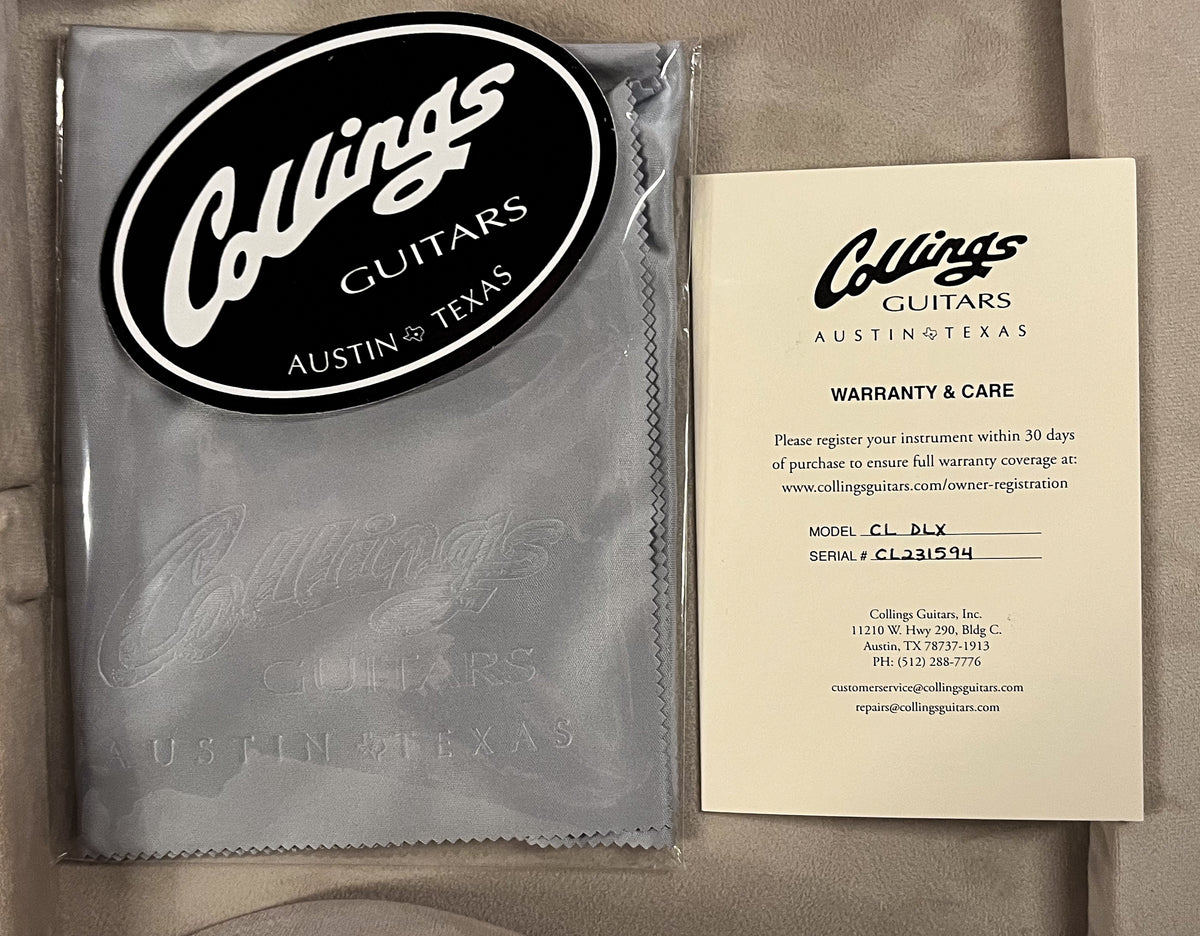 Collings
GUITARS
AUSTIN TEXAS
Collings
GUITARS
AUSTIN TEXAS
Collings
GUITARS
AUSTIN TEXAS
WARRANTY & CARE
Please register your instrument within 30 days
of purchase to ensure full warranty coverage at:
www.collingsguitars.com/owner-registration
MODEL CL DLX
SERIAL # CL231594
Collings Guitars, Inc.
11210 W. Hwy 290, Bldg C.
Austin, TX 78737-1913
PH: (512) 288-7776
customerservice@collingsguitars.com
repairs@collingsguitars.com